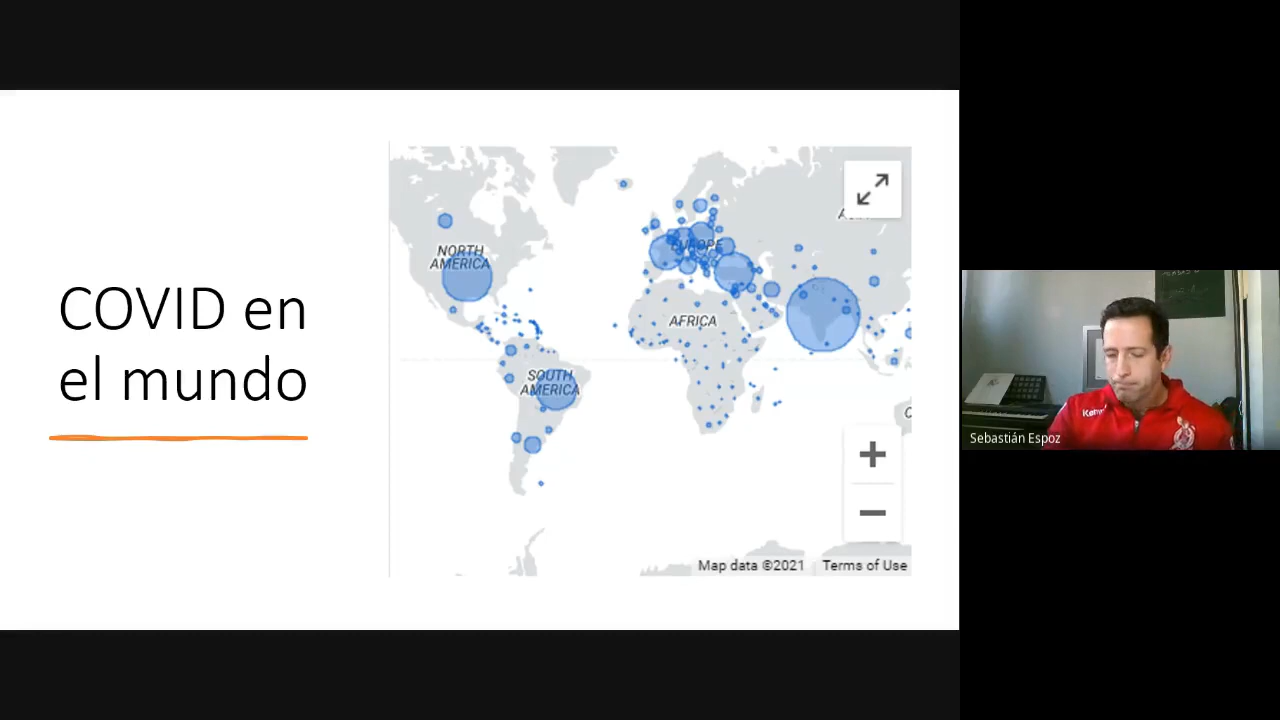 COVID en
el mundo
NORTH
AMERICA
EUROPE
AFRICA
SOUTH
AMERICA
Map data ©2021
Terms of Use
Sebastián Espoz